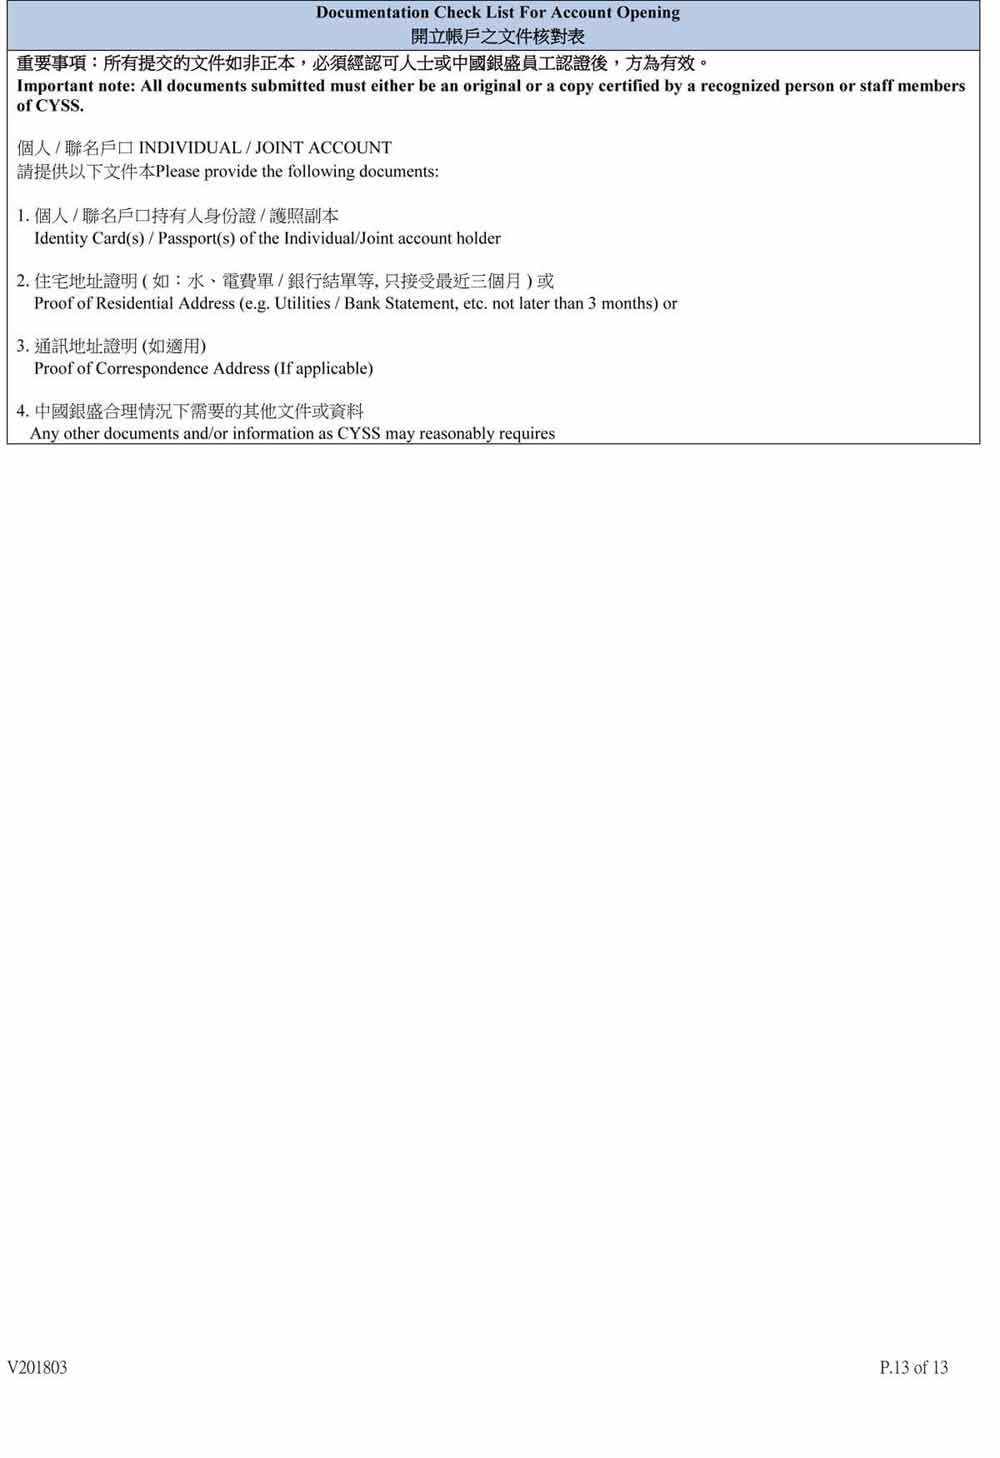 Documentation Check List For Account Opening
開立帳戶之文件核對表
重要事項：所有提交的文件如非正本，必須經認可人士或中國銀盛員工認證後，方為有效。
Important note: All documents submitted must either be an original or a copy certified by a recognized person or staff members
of CYSS.
個人 / 聯名戶口 INDIVIDUAL / JOINT ACCOUNT
請提供以下文件本Please provide the following documents:
1. 個人 / 聯名戶口持有人身份證 / 護照副本
Identity Card(s) / Passport(s) of the Individual/Joint account holder
2. 住宅地址證明 ( 如：水、電費單 / 銀行結單等, 只接受最近三個月 ) 或
Proof of Residential Address (e.g. Utilities / Bank Statement, etc. not later than 3 months) or
3. 通訊地址證明 (如適用)
Proof of Correspondence Address (If applicable)
4. 中國銀盛合理情況下需要的其他文件或資料
Any other documents and/or information as CYSS may reasonably requires
V201803
P.13 of 13